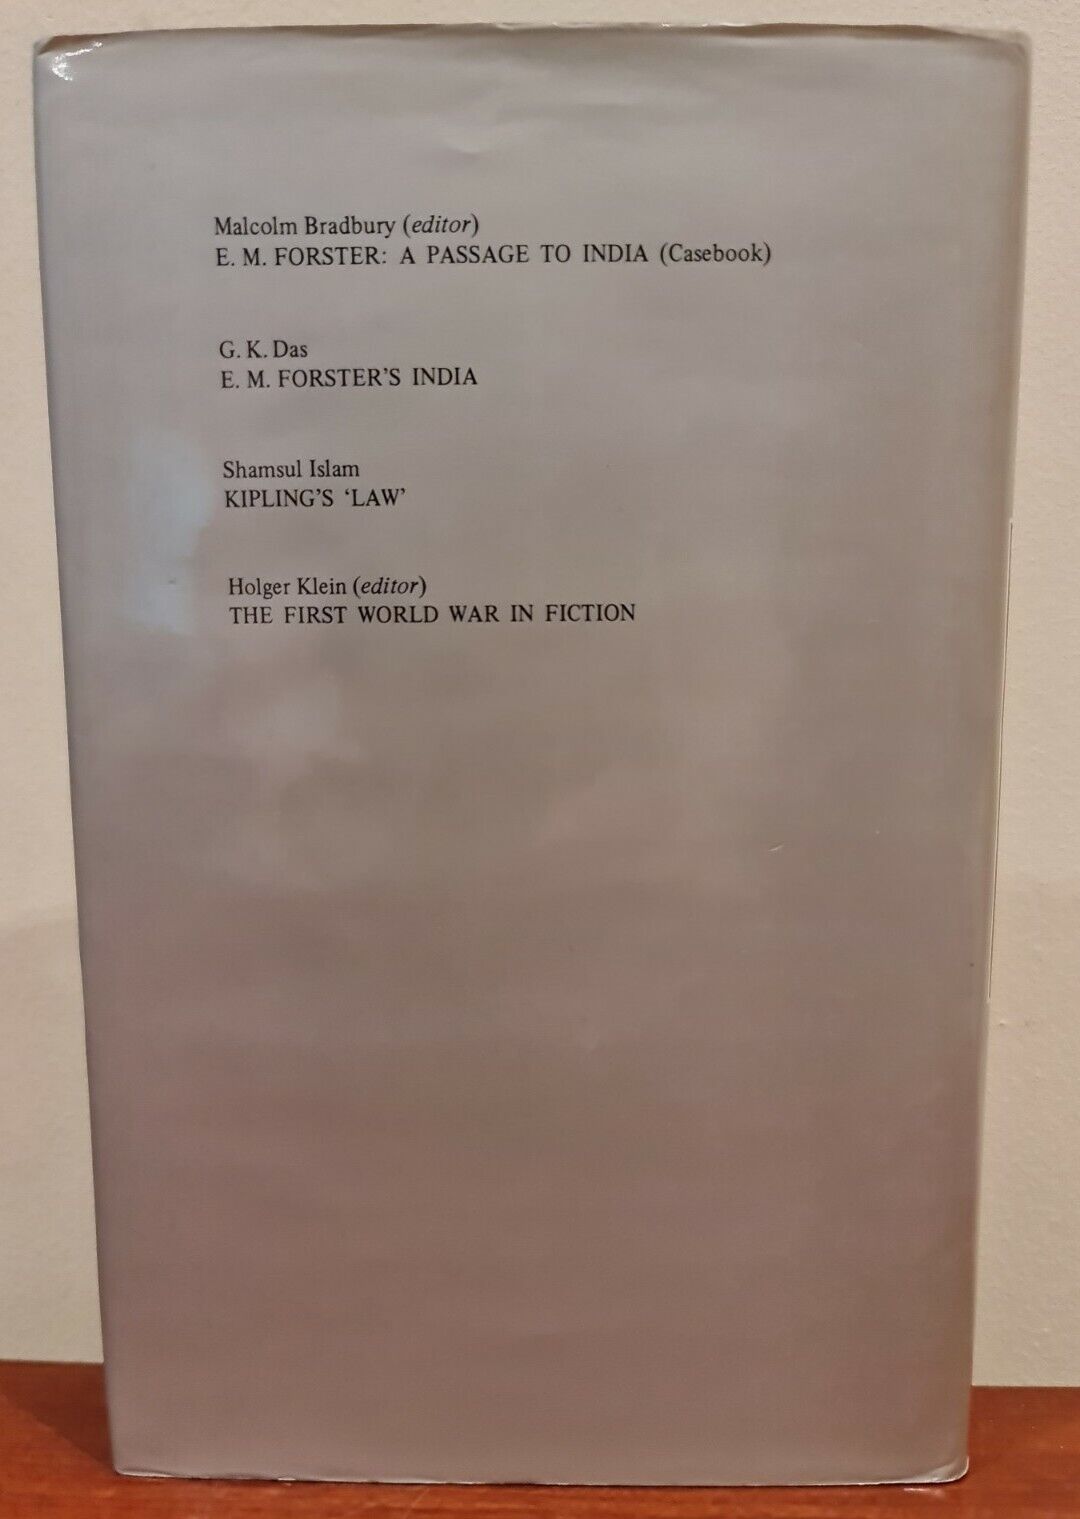 Malcolm Bradbury (editor)
E. M. FORSTER: A PASSAGE TO INDIA (Casebook)
G. K. Das
E. M. FORSTER'S INDIA
Shamsul Islam
KIPLING'S ‘LAW’
Holger Klein (editor)
THE FIRST WORLD WAR IN FICTION